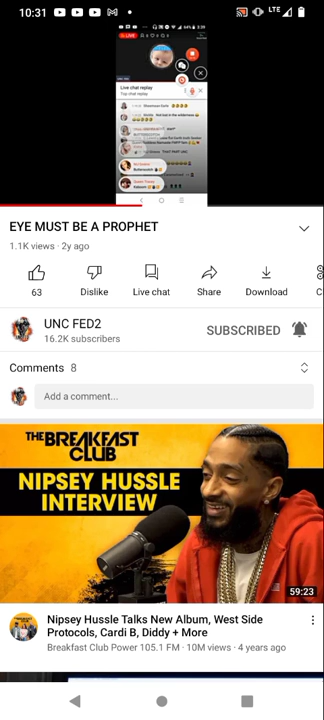 10:31
LTE
LIVE
Live chat replay
Top chat replay
EYE MUST BE A PROPHET
1.1K views · 2y ago
63
Dislike
Live chat
Share
Download
UNC FED2
16.2K subscribers
SUBSCRIBED
Comments 8
Add a comment...
THE BREAKFAST
CLUB
NIPSEY HUSSLE
INTERVIEW
59:23
Nipsey Hussle Talks New Album, West Side
Protocols, Cardi B, Diddy + More
Breakfast Club Power 105.1 FM · 10M views · 4 years ago